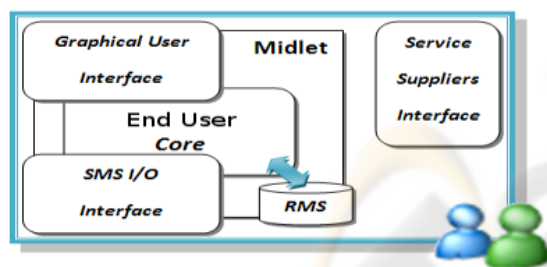 Graphical User
Interface
Midlet
Service
Suppliers
Interface
End User
Core
SMS I/O
Interface
RMS